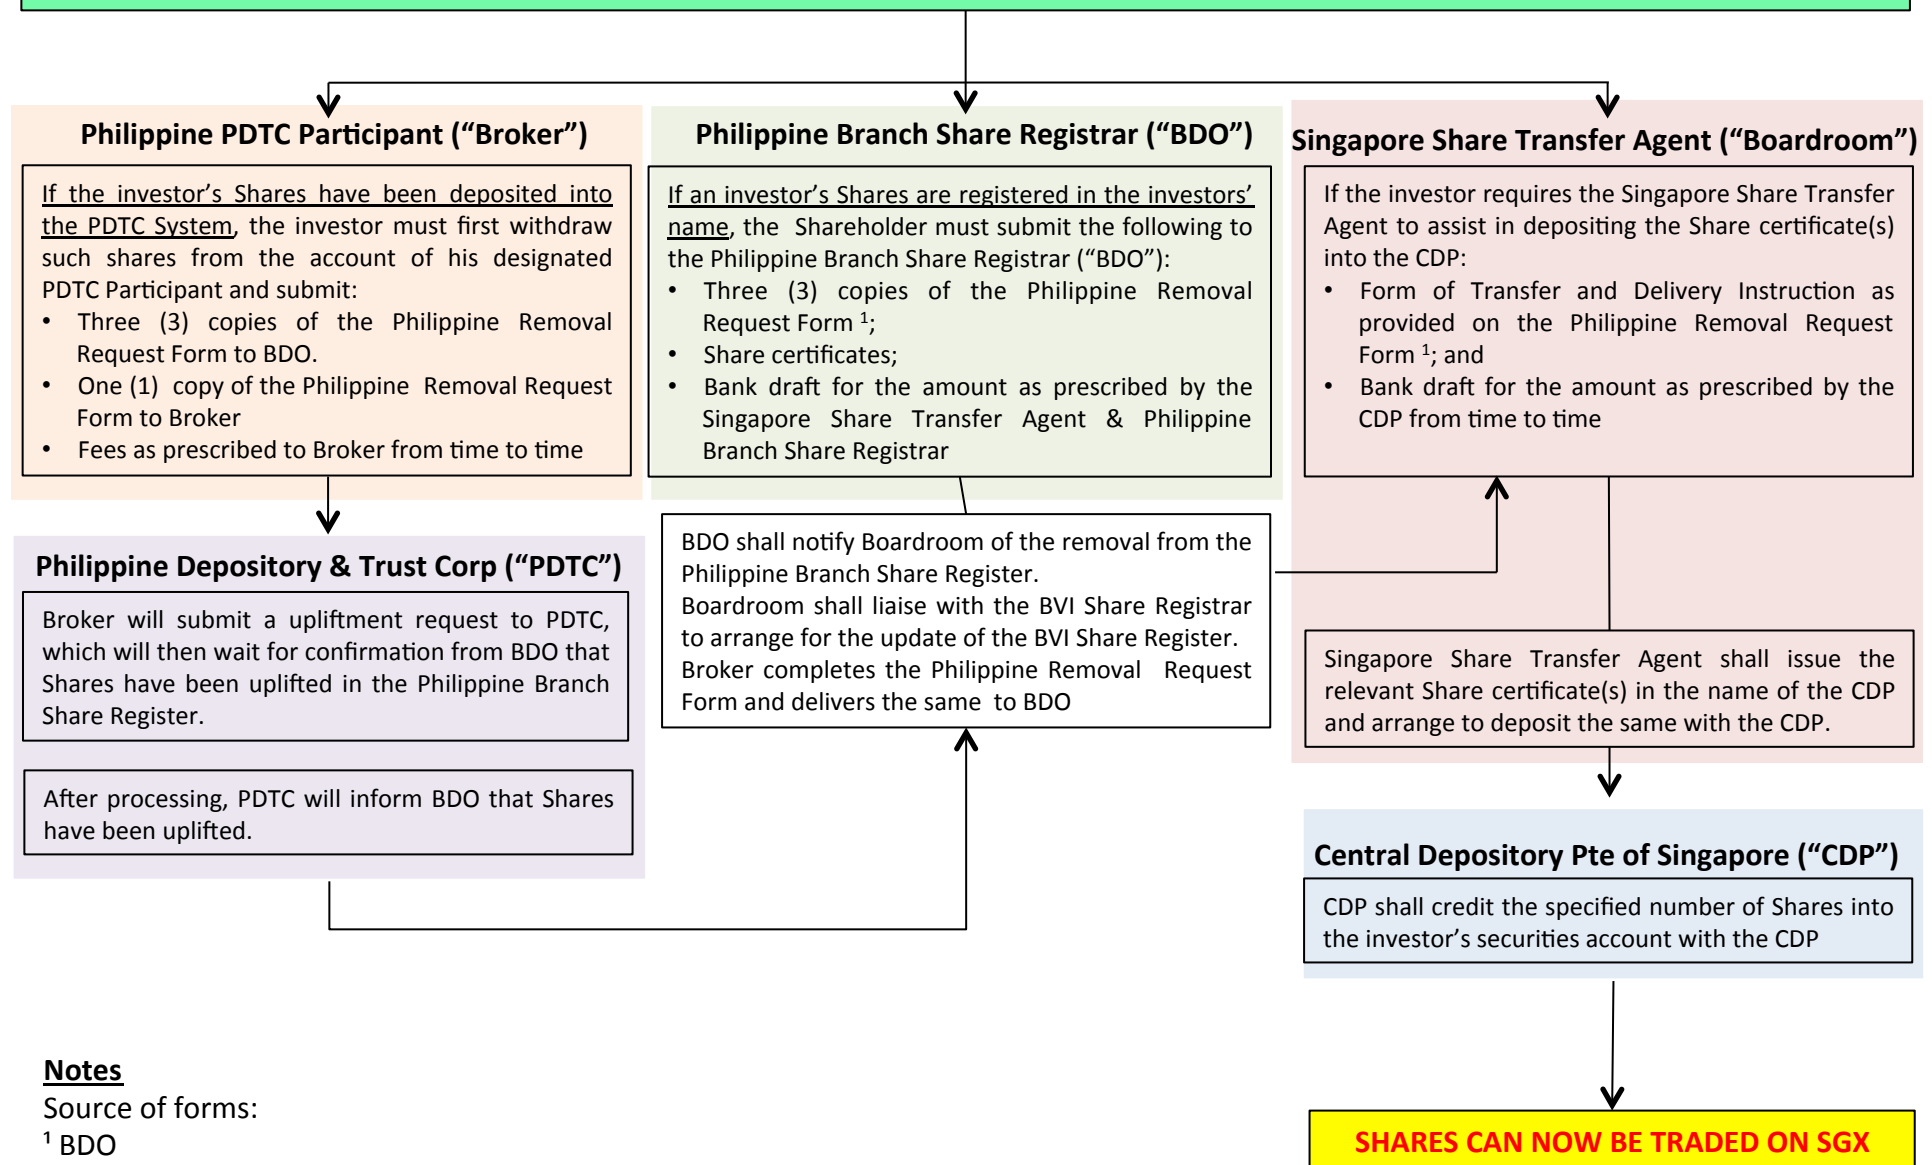 Philippine PDTC Participant (“Broker”)
If the investor’s Shares have been deposited into
the PDTC System, the investor must first withdraw
such shares from the account of his designated
PDTC Participant and submit:
• Three (3) copies of the Philippine Removal
Request Form to BDO.
• One (1) copy of the Philippine Removal Request
Form to Broker
• Fees as prescribed to Broker from time to time
Philippine Depository & Trust Corp (“PDTC”)
Broker will submit a upliftment request to PDTC,
which will then wait for confirmation from BDO that
Shares have been uplifted in the Philippine Branch
Share Register.
After processing, PDTC will inform BDO that Shares
have been uplifted.
Philippine Branch Share Registrar (“BDO”)
If an investor’s Shares are registered in the investors’
name, the Shareholder must submit the following to
the Philippine Branch Share Registrar (“BDO”):
• Three (3) copies of the Philippine Removal
Request Form ¹;
• Share certificates;
• Bank draft for the amount as prescribed by the
Singapore Share Transfer Agent & Philippine
Branch Share Registrar
BDO shall notify Boardroom of the removal from the
Philippine Branch Share Register.
Boardroom shall liaise with the BVI Share Registrar
to arrange for the update of the BVI Share Register.
Broker completes the Philippine Removal Request
Form and delivers the same to BDO
Singapore Share Transfer Agent (“Boardroom”)
If the investor requires the Singapore Share Transfer
Agent to assist in depositing the Share certificate(s)
into the CDP:
• Form of Transfer and Delivery Instruction as
provided on the Philippine Removal Request
Form ¹; and
• Bank draft for the amount as prescribed by the
CDP from time to time
Singapore Share Transfer Agent shall issue the
relevant Share certificate(s) in the name of the CDP
and arrange to deposit the same with the CDP.
Central Depository Pte of Singapore (“CDP”)
CDP shall credit the specified number of Shares into
the investor’s securities account with the CDP
SHARES CAN NOW BE TRADED ON SGX
Notes
Source of forms:
¹ BDO